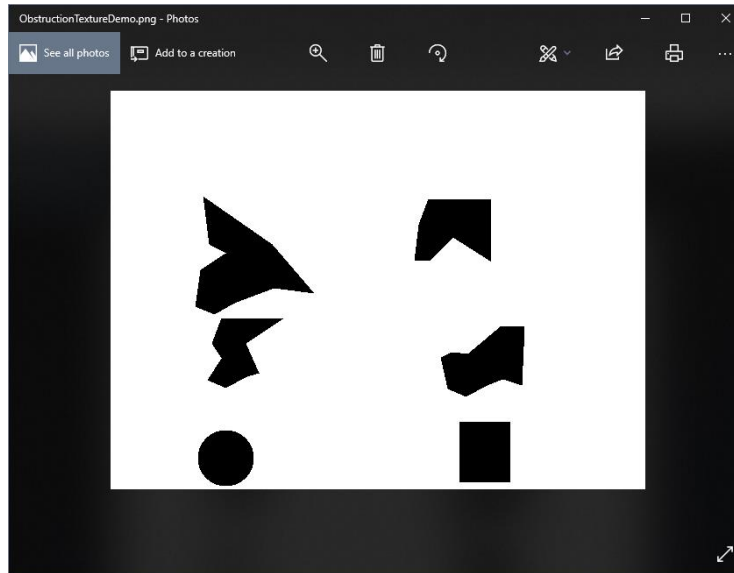 ObstructionTextureDemo.png - Photos
See all photos
Add to a creation